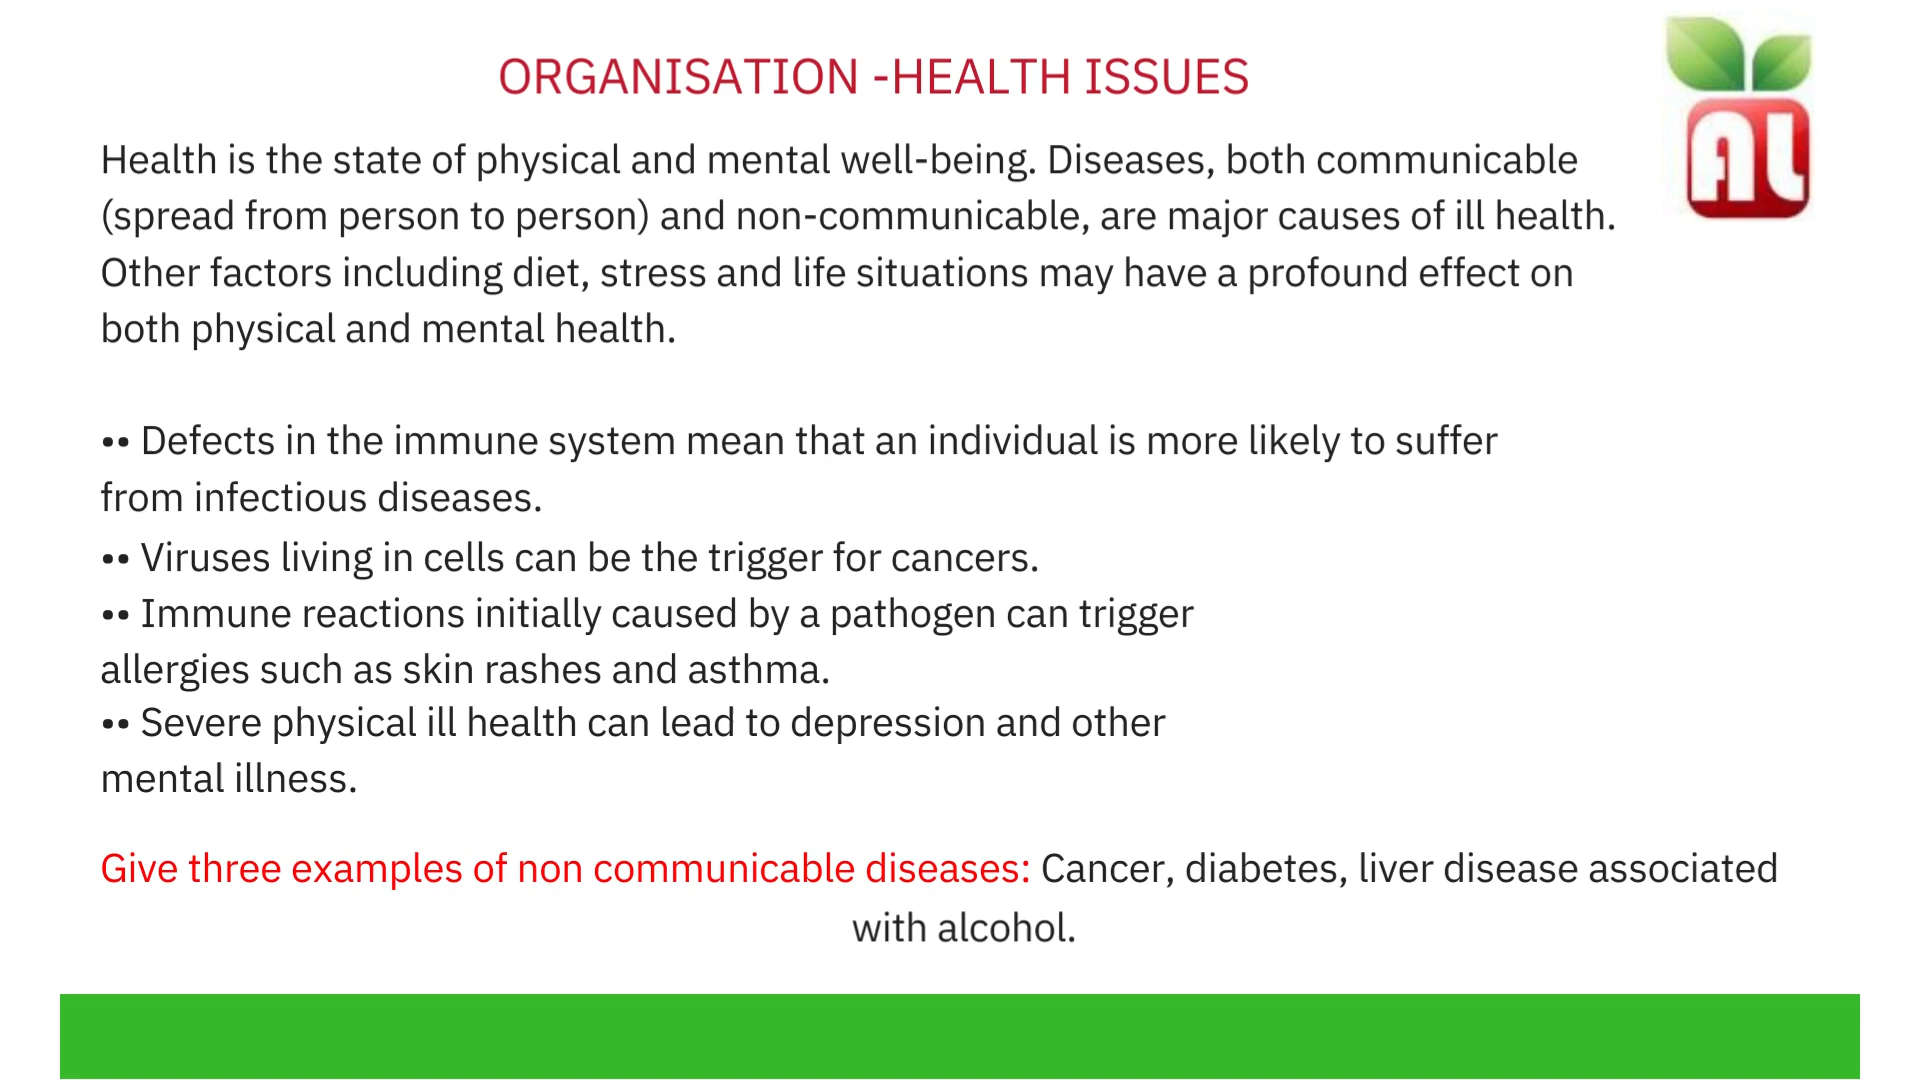 ORGANISATION -HEALTH ISSUES
AL
Health is the state of physical and mental well-being. Diseases, both communicable
(spread from person to person) and non-communicable, are major causes of ill health.
Other factors including diet, stress and life situations may have a profound effect on
both physical and mental health.
•• Defects in the immune system mean that an individual is more likely to suffer
from infectious diseases.
•• Viruses living in cells can be the trigger for cancers.
•• Immune reactions initially caused by a pathogen can trigger
allergies such as skin rashes and asthma.
•• Severe physical ill health can lead to depression and other
mental illness.
Give three examples of non communicable diseases: Cancer, diabetes, liver disease associated
with alcohol.